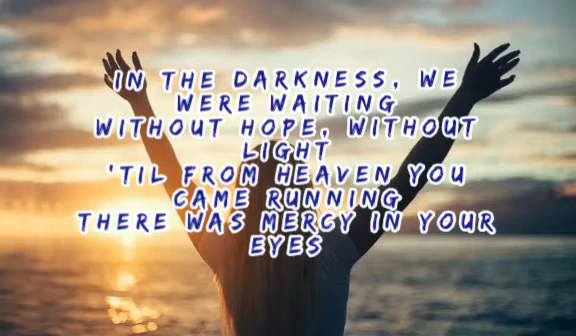 IN THE DARKNESS, WE
WERE WAITING
WITHOUT HOPE, WITHOUT
LIGHT
'TIL FROM HEAVEN YOU
CAME RUNNING
THERE WAS MERCY IN YOUR
EYES